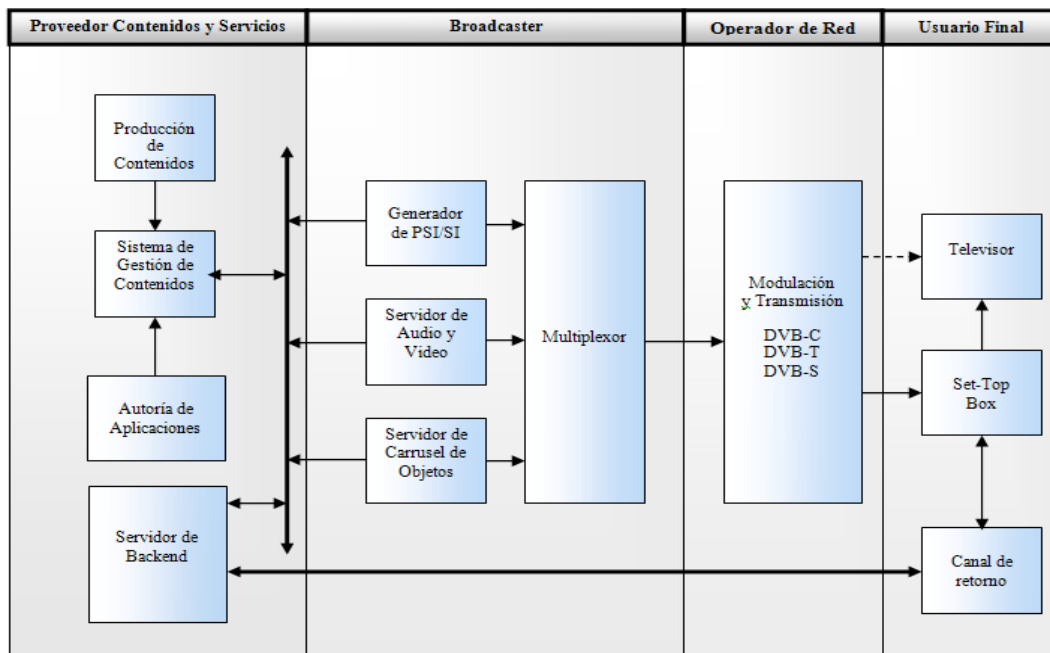 Proveedor Contenidos y Servicios
Broadcaster
Operador de Red
Usuario Final
Producción
de
Contenidos
Sistema de
Gestión de
Contenidos
Autoría de
Aplicaciones
Servidor de
Backend
Generador
de PSI/SI
Servidor de
Audio y
Video
Servidor de
Carrusel de
Objetos
Multiplexor
Modulación
y Transmisión
DVB-C
DVB-T
DVB-S
Televisor
Set-Top
Box
Canal de
retorno